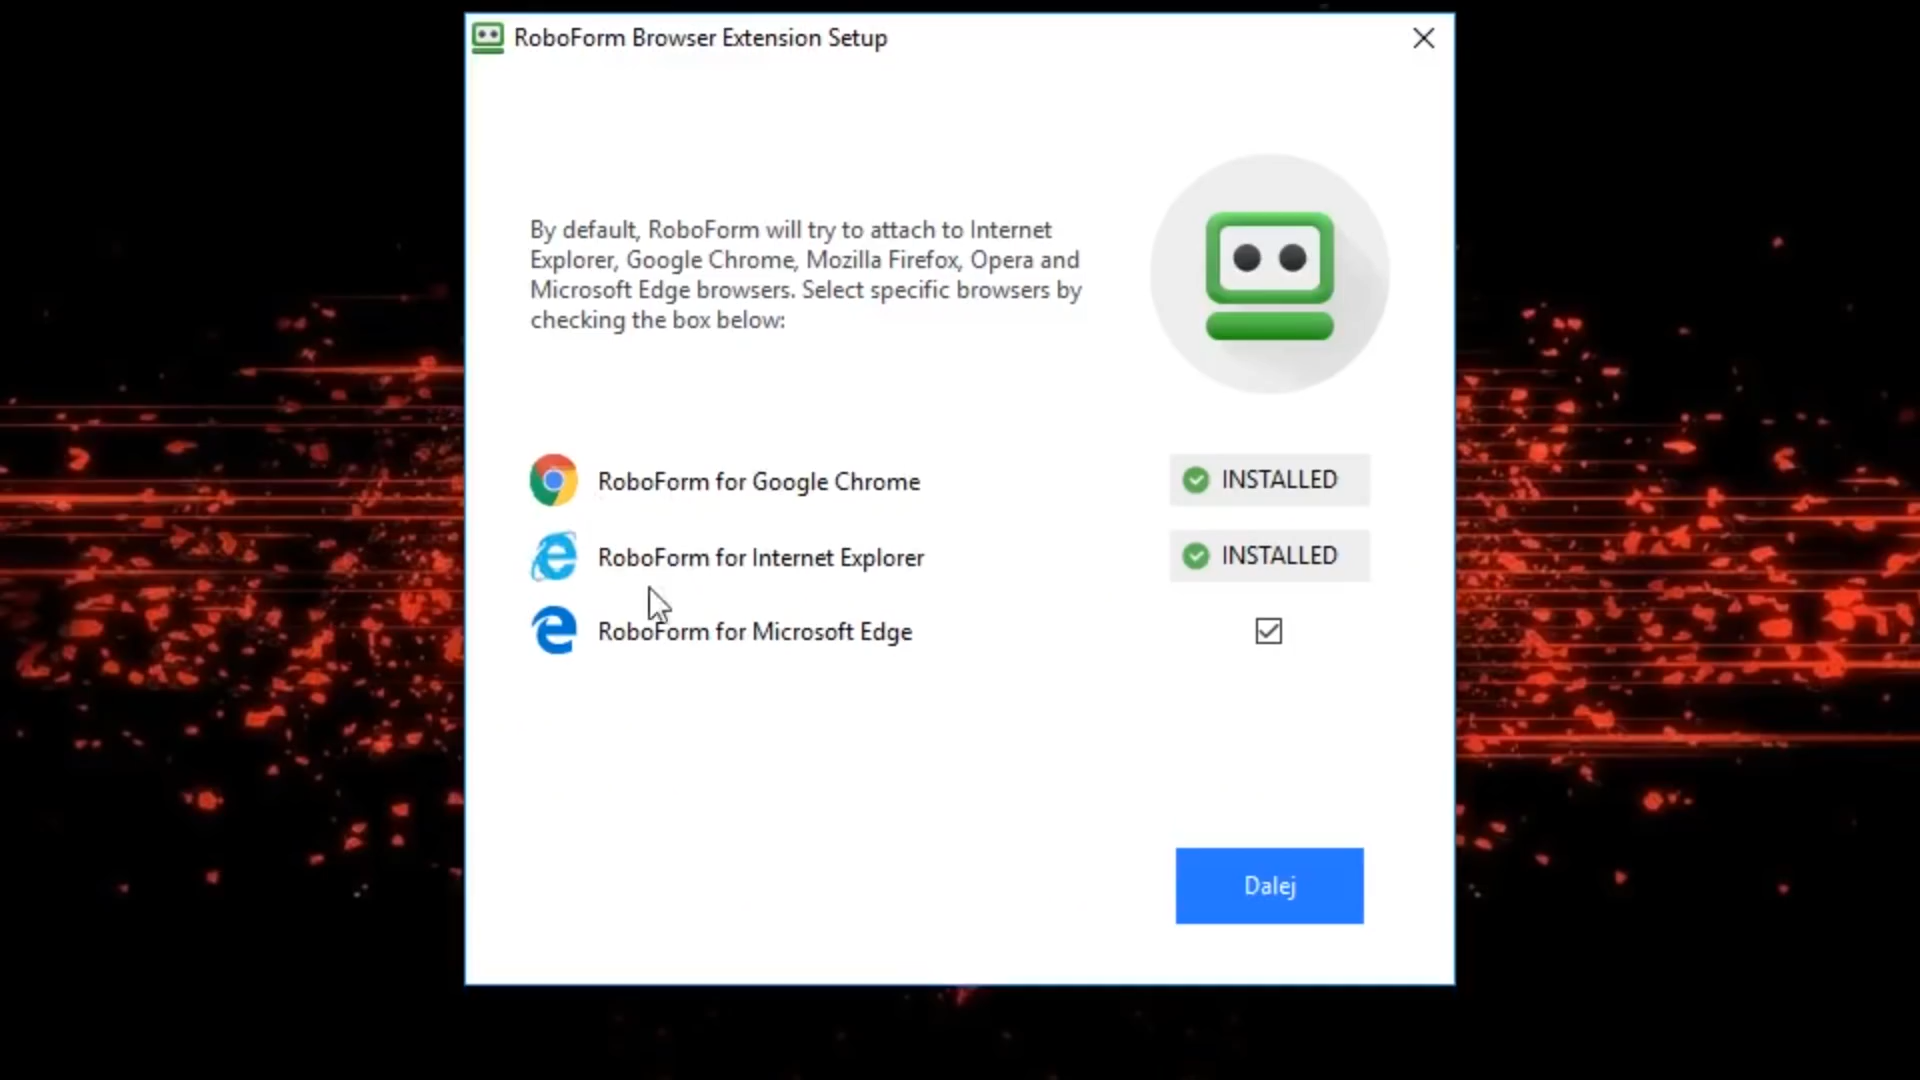 RoboForm Browser Extension Setup
By default, RoboForm will try to attach to Internet
Explorer, Google Chrome, Mozilla Firefox, Opera and
Microsoft Edge browsers. Select specific browsers by
checking the box below:
RoboForm for Google Chrome
INSTALLED
RoboForm for Internet Explorer
INSTALLED
RoboForm for Microsoft Edge
Dalej